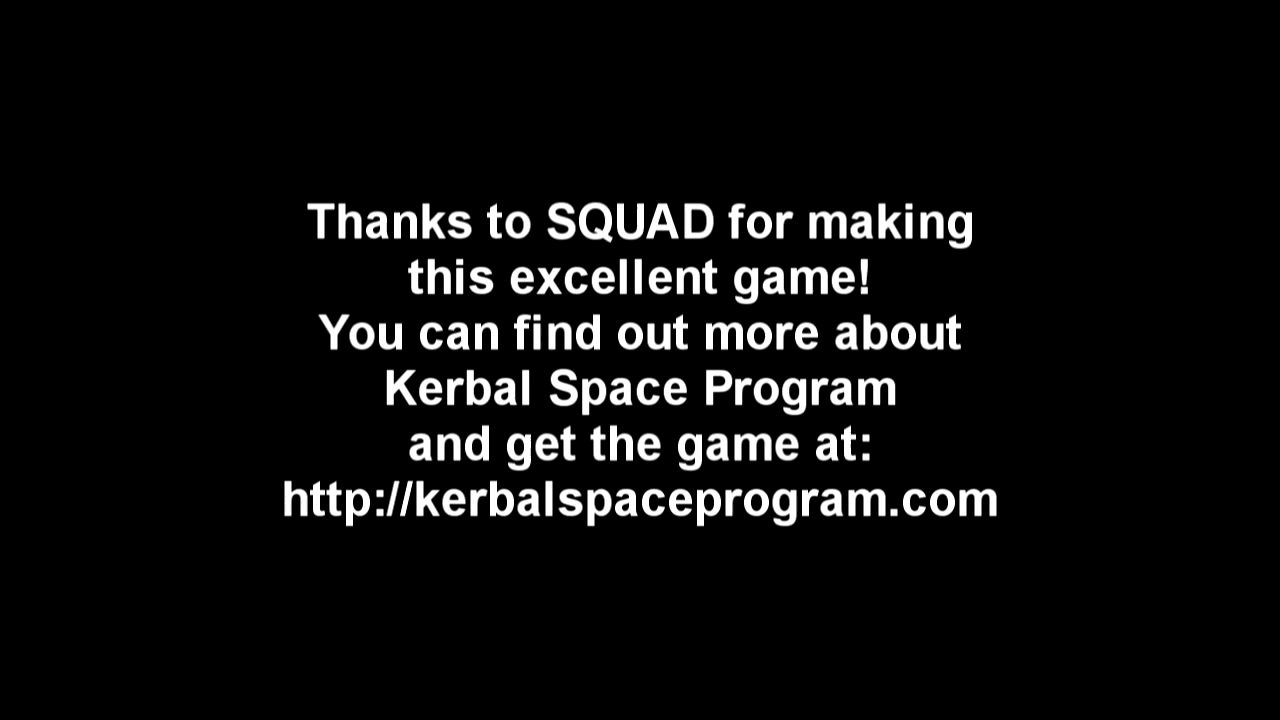 Thanks to SQUAD for making
this excellent game!
You can find out more about
Kerbal Space Program
and get the game at:
http://kerbalspaceprogram.com